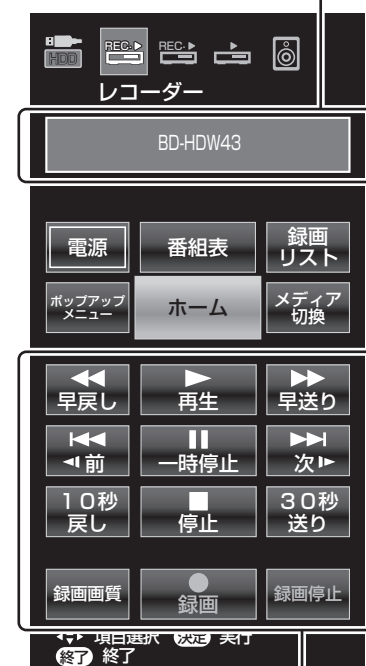 HDD REC REC
レコーダー
BD-HDW43
電源 番組表 録画
リスト
ポップアップ
メニュー ホーム メディア
切換
早戻し 再生 早送り
前 一時停止 次
10秒
戻し 停止 30秒
送り
録画画質 録画 録画停止
項目選択 決定 実行
終了 終了